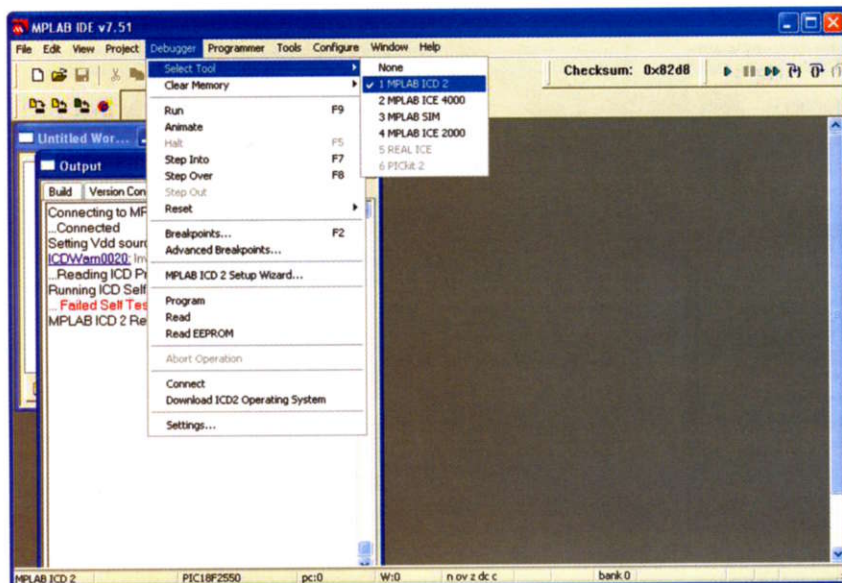 MPLAB IDE v7.51
File Edit View Project Debugger Programmer Tools Configure Window Help
Checksum: 0x82d8
Select Tool
Clear Memory
Run F9
Animate
Halt F5
Step Into F7
Step Over F8
Step Out
Reset
Breakpoints... F2
Advanced Breakpoints...
MPLAB ICD 2 Setup Wizard...
Program
Read
Read EEPROM
Abort Operation
Connect
Download ICD2 Operating System
Settings...
None
1 MPLAB ICD 2
2 MPLAB ICE 4000
3 MPLAB SIM
4 MPLAB ICE 2000
5 REAL ICE
6 PICkit 2
Untitled Wor...
Output
Build Version Con
Connecting to MP
...Connected
Setting Vdd sour
ICDWarn0020: Inv
...Reading ICD Pr
Running ICD Self
... Failed Self Tes
MPLAB ICD 2 Re
MPLAB ICD 2 PIC18F2550 pc:0 W:0 n ov z dc c bank 0